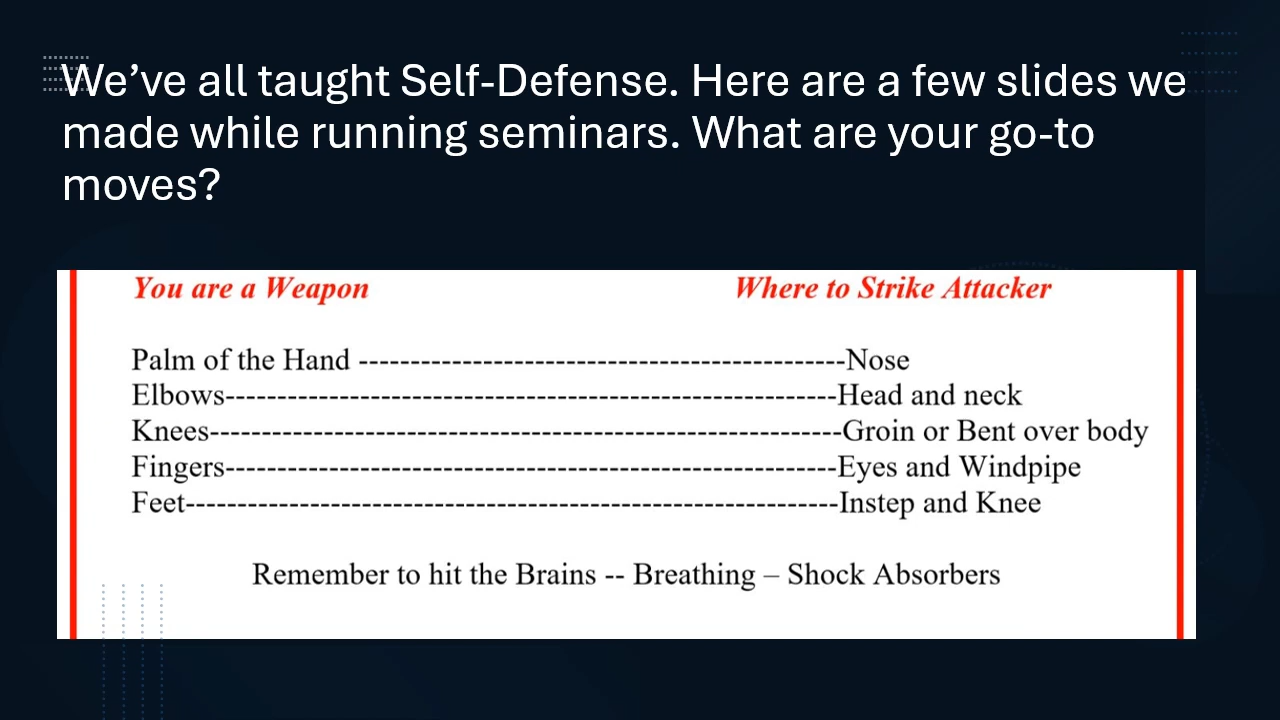 We’ve all taught Self-Defense. Here are a few slides we
made while running seminars. What are your go-to
moves?
You are a Weapon Where to Strike Attacker
Palm of the Hand -----------------------------------------------Nose
Elbows-----------------------------------------------------------Head and neck
Knees-------------------------------------------------------------Groin or Bent over body
Fingers-----------------------------------------------------------Eyes and Windpipe
Feet---------------------------------------------------------------Instep and Knee
Remember to hit the Brains -- Breathing – Shock Absorbers